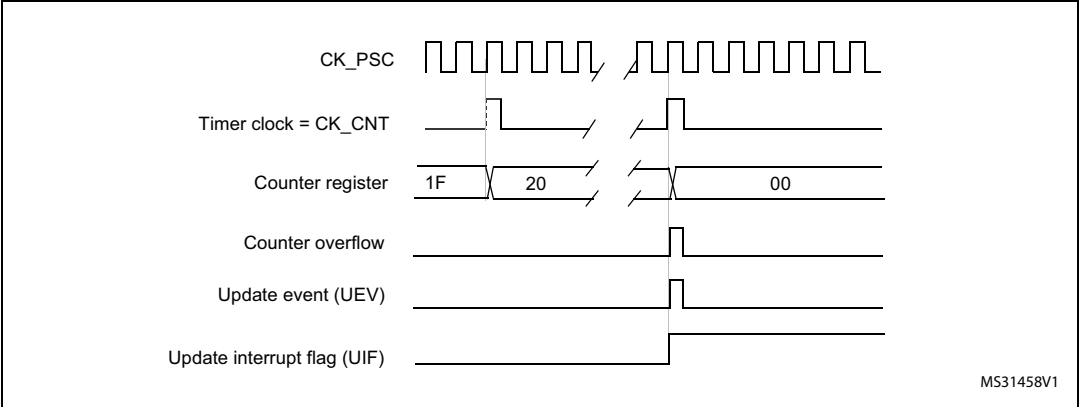 CK_PSC
Timer clock = CK_CNT
Counter register
1F
20
00
Counter overflow
Update event (UEV)
Update interrupt flag (UIF)
MS31458V1